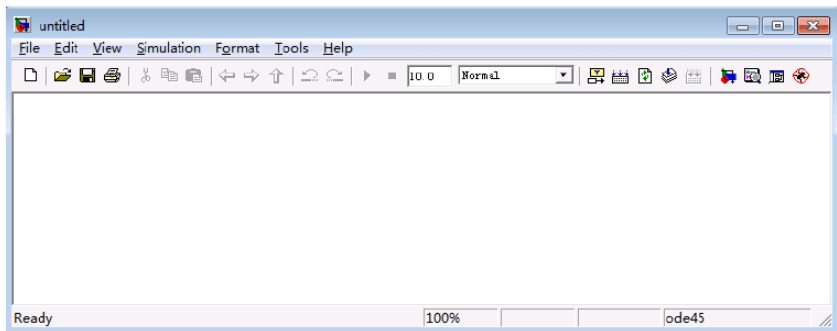 untitled
File Edit View Simulation Format Tools Help
10.0 Normal
Ready 100% ode45